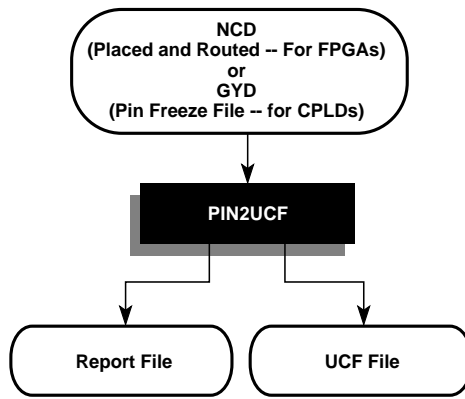 NCD
(Placed and Routed -- For FPGAs)
or
GYD
(Pin Freeze File -- for CPLDs)
PIN2UCF
Report File
UCF File